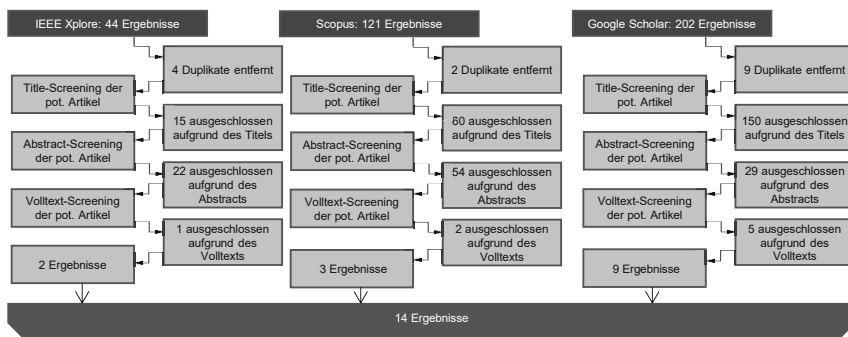 IEEE Xplore: 44 Ergebnisse
4 Duplikate entfernt
Title-Screening der
pot. Artikel
15 ausgeschlossen
aufgrund des Titels
Abstract-Screening
der pot. Artikel
22 ausgeschlossen
aufgrund des
Abstracts
Volltext-Screening
der pot. Artikel
1 ausgeschlossen
aufgrund des
Volltexts
2 Ergebnisse
Scopus: 121 Ergebnisse
2 Duplikate entfernt
Title-Screening der
pot. Artikel
60 ausgeschlossen
aufgrund des Titels
Abstract-Screening
der pot. Artikel
54 ausgeschlossen
aufgrund des
Abstracts
Volltext-Screening
der pot. Artikel
2 ausgeschlossen
aufgrund des
Volltexts
3 Ergebnisse
Google Scholar: 202 Ergebnisse
9 Duplikate entfernt
Title-Screening der
pot. Artikel
150 ausgeschlossen
aufgrund des Titels
Abstract-Screening
der pot. Artikel
29 ausgeschlossen
aufgrund des
Abstracts
Volltext-Screening
der pot. Artikel
5 ausgeschlossen
aufgrund des
Volltexts
9 Ergebnisse
14 Ergebnisse